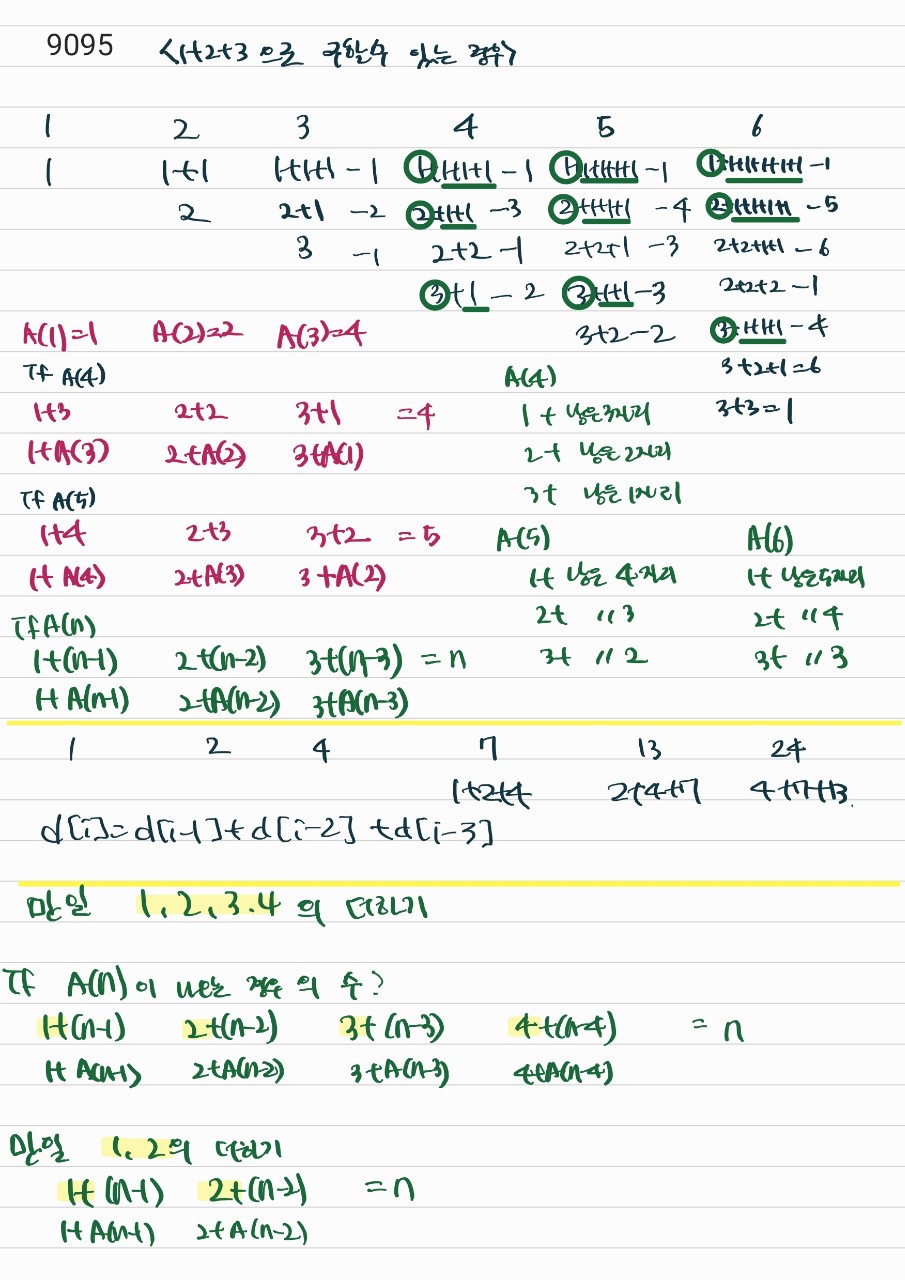 9095 <1+2+3 으로 구할수 있는 경우>
1 2 3 4 5 6
1 1+1 1+1+1 - 1 1+1+1+1 - 1 1+1+1+1+1 - 1 1+1+1+1+1+1 - 1
2 2+1 - 2 2+1+1 - 3 2+1+1+1 - 4 2+1+1+1+1 - 5
3 - 1 2+2 - 1 2+2+1 - 3 2+2+1+1 - 6
3+1 - 2 3+1+1 - 3 2+2+2 - 1
A(1)=1 A(2)=2 A(3)=4 3+2 - 2 3+1+1+1 - 4
If A(4) A(4) 3+2+1=6
1+3 2+2 3+1 =4 1+ 남은 3자리 3+3=1
1+A(3) 2+A(2) 3+A(1) 2+ 남은 2자리
If A(5) 3+ 남은 1자리
1+4 2+3 3+2 = 5 A(5) A(6)
1+A(4) 2+A(3) 3+A(2) 1+ 남은 4자리 1+ 남은 5자리
If A(n) 2+ 〃 3 2+ 〃 4
1+(n-1) 2+(n-2) 3+(n-3) = n 3+ 〃 2 3+ 〃 3
1+A(n-1) 2+A(n-2) 3+A(n-3)
1 2 4 7 13 24
1+2+4 2+4+7 4+7+13.
d[i]=d[i-1]+d[i-2]+d[i-3]
만일 1,2,3.4 의 더하기
If A(n)이 나오는 경우 의 수?
1+(n-1) 2+(n-2) 3+(n-3) 4+(n-4) = n
1+A(n-1) 2+A(n-2) 3+A(n-3) 4+A(n-4)
만일 1,2의 더하기
1+(n-1) 2+(n-2) = n
1+A(n-1) 2+A(n-2)